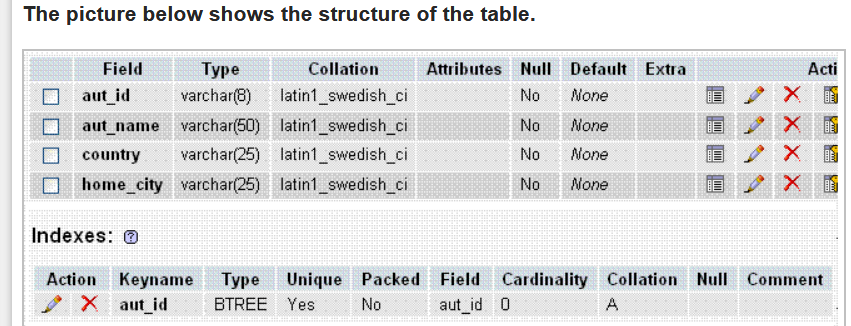 The picture below shows the structure of the table.
Field Type Collation Attributes Null Default Extra Acti
aut_id varchar(8) latin1_swedish_ci No None
aut_name varchar(50) latin1_swedish_ci No None
country varchar(25) latin1_swedish_ci No None
home_city varchar(25) latin1_swedish_ci No None
Indexes: ?
Action Keyname Type Unique Packed Field Cardinality Collation Null Comment
aut_id BTREE Yes No aut_id 0 A